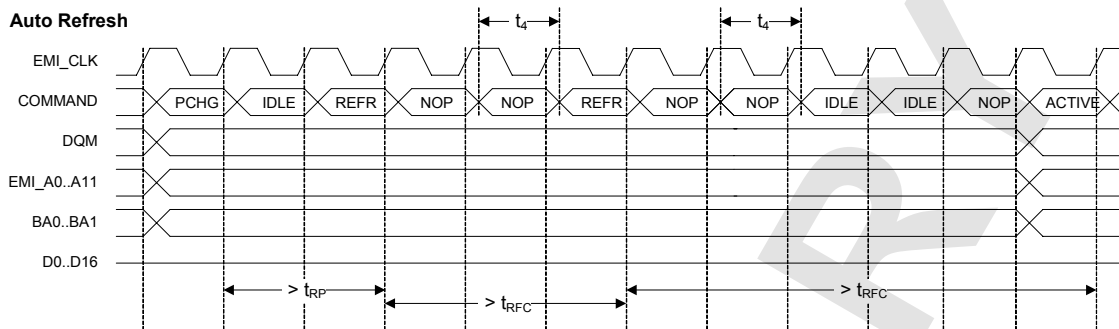 Auto Refresh
t4 t4
EMI_CLK
COMMAND PCHG IDLE REFR NOP NOP REFR NOP NOP IDLE IDLE NOP ACTIVE
DQM
EMI_A0..A11
BA0..BA1
D0..D16
> tRP > tRFC > tRFC